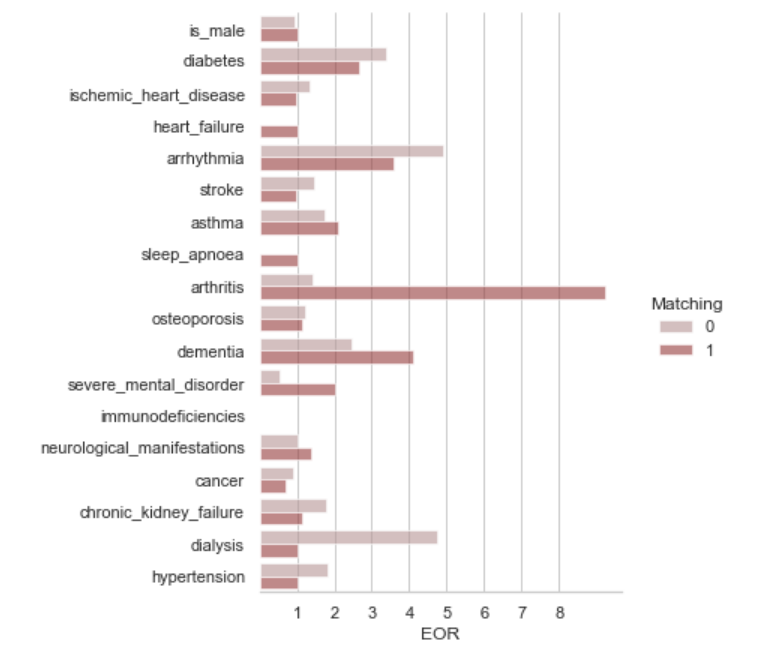 is_male
diabetes
ischemic_heart_disease
heart_failure
arrhythmia
stroke
asthma
sleep_apnoea
arthritis
osteoporosis
dementia
severe_mental_disorder
immunodeficiencies
neurological_manifestations
cancer
chronic_kidney_failure
dialysis
hypertension
1 2 3 4 5 6 7 8
EOR
Matching
0
1